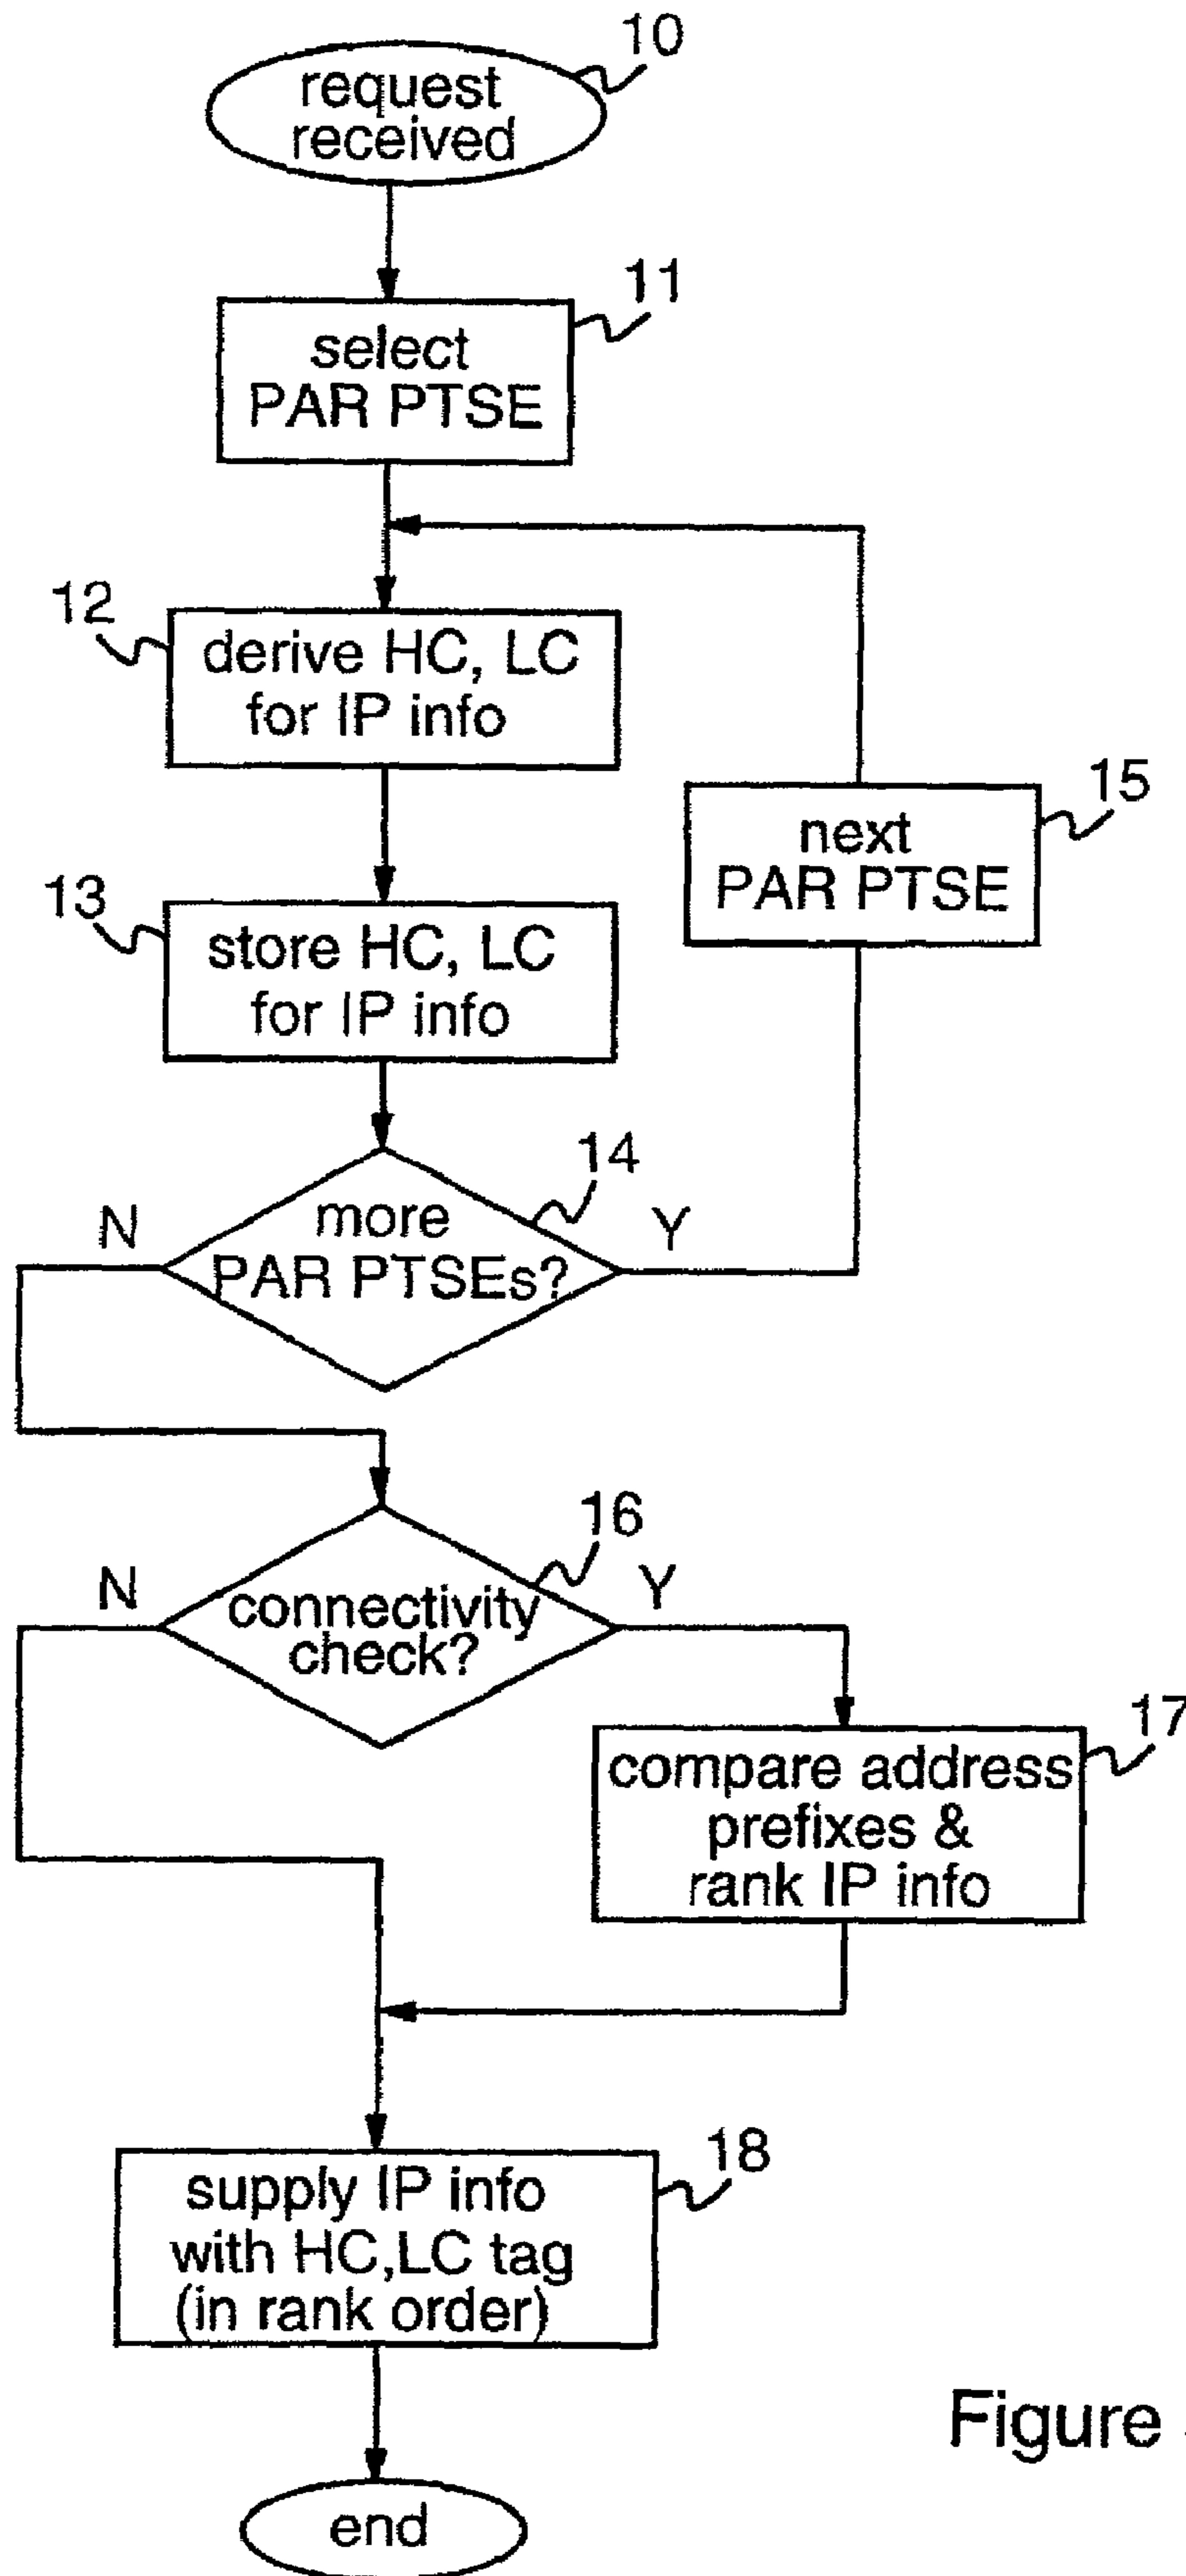 10
request
received
11
select
PAR PTSE
12
derive HC, LC
for IP info
15
next
PAR PTSE
13
store HC, LC
for IP info
14
N
more
PAR PTSEs?
Y
16
N
connectivity
check?
Y
17
compare address
prefixes &
rank IP info
18
supply IP info
with HC,LC tag
(in rank order)
Figure
end